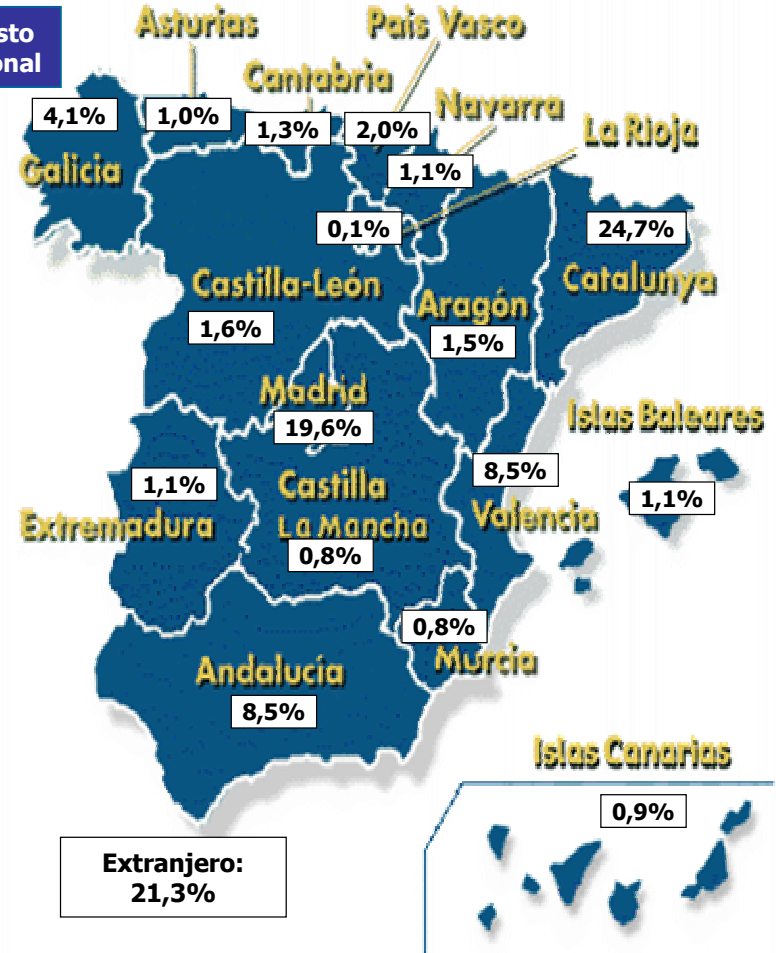 Asturias
País Vasco
Cantabria
Navarra
La Rioja
4,1%
1,0%
1,3%
2,0%
1,1%
Galicia
0,1%
24,7%
Castilla-León
Catalunya
1,6%
Aragón
1,5%
Madrid
19,6%
Islas Baleares
1,1%
8,5%
1,1%
Castilla
La Mancha
Extremadura
Valencia
0,8%
0,8%
Murcia
Andalucía
8,5%
Islas Canarias
0,9%
Extranjero:
21,3%